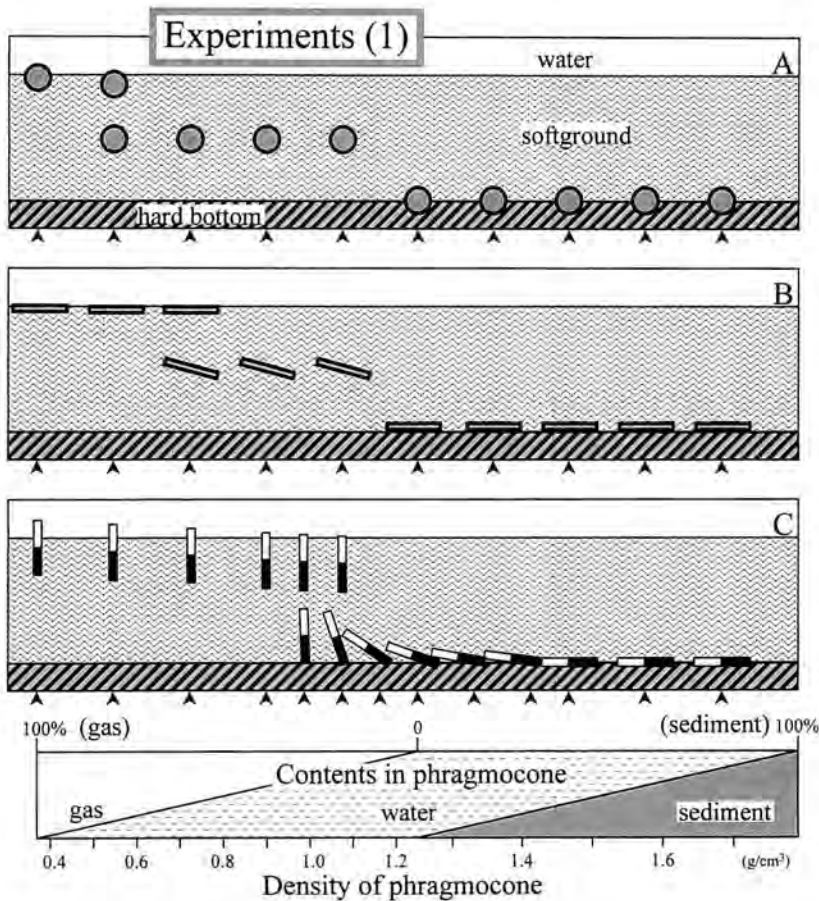 Experiments (1)
water
A
softground
hard bottom
B
C
100% (gas) 0 (sediment) 100%
Contents in phragmocone
gas
water
sediment
0.4 0.6 0.8 1.0 1.2 1.4 1.6 (g/cm³)
Density of phragmocone